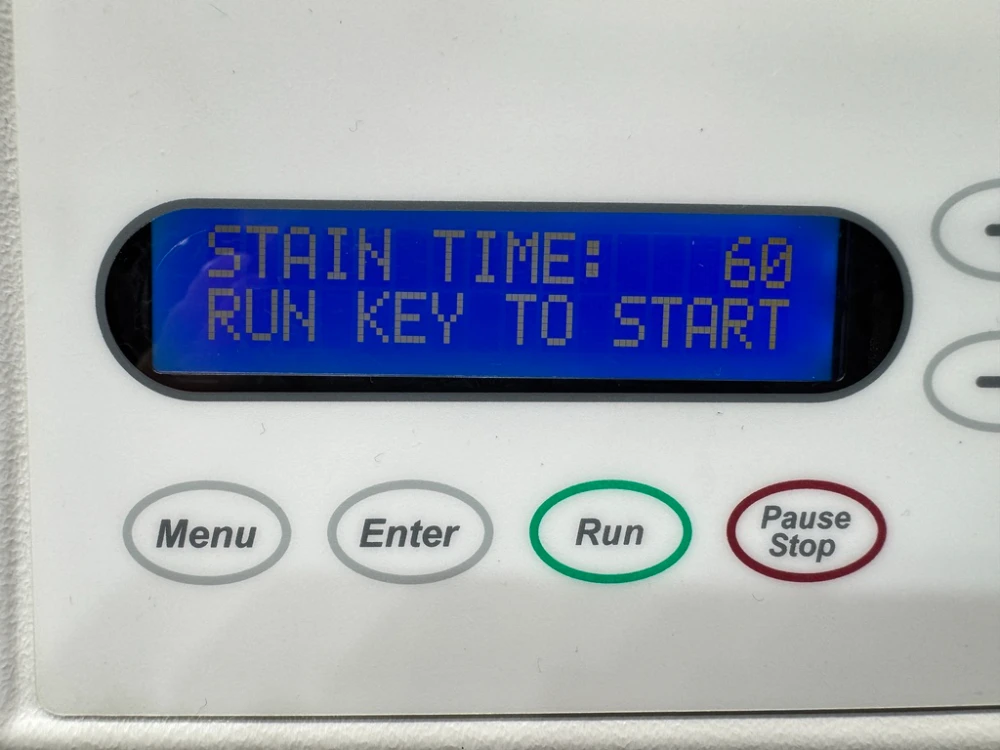 STAIN TIME: 60
RUN KEY TO START
Menu Enter Run Pause
Stop